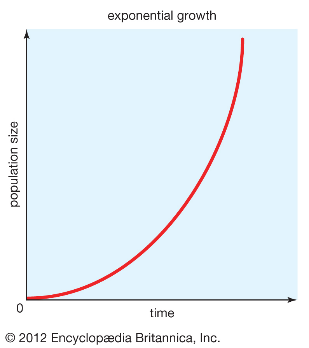 exponential growth
population size
0
time
© 2012 Encyclopædia Britannica, Inc.